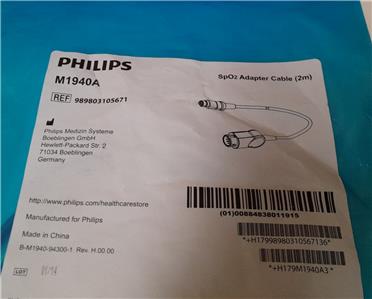 PHILIPS
M1940A
SpO2 Adapter Cable (2m)
REF 989803105671
Philips Medizin Systeme
Boeblingen GmbH
Hewlett-Packard Str. 2
71034 Boeblingen
Germany
http://www.philips.com/healthcarestore
(01)00884838011915
Manufactured for Philips
*+H17998980310567136*
Made in China
B-M1940-94300-1 Rev. H.00.00
*+H179M1940A3*
LOT